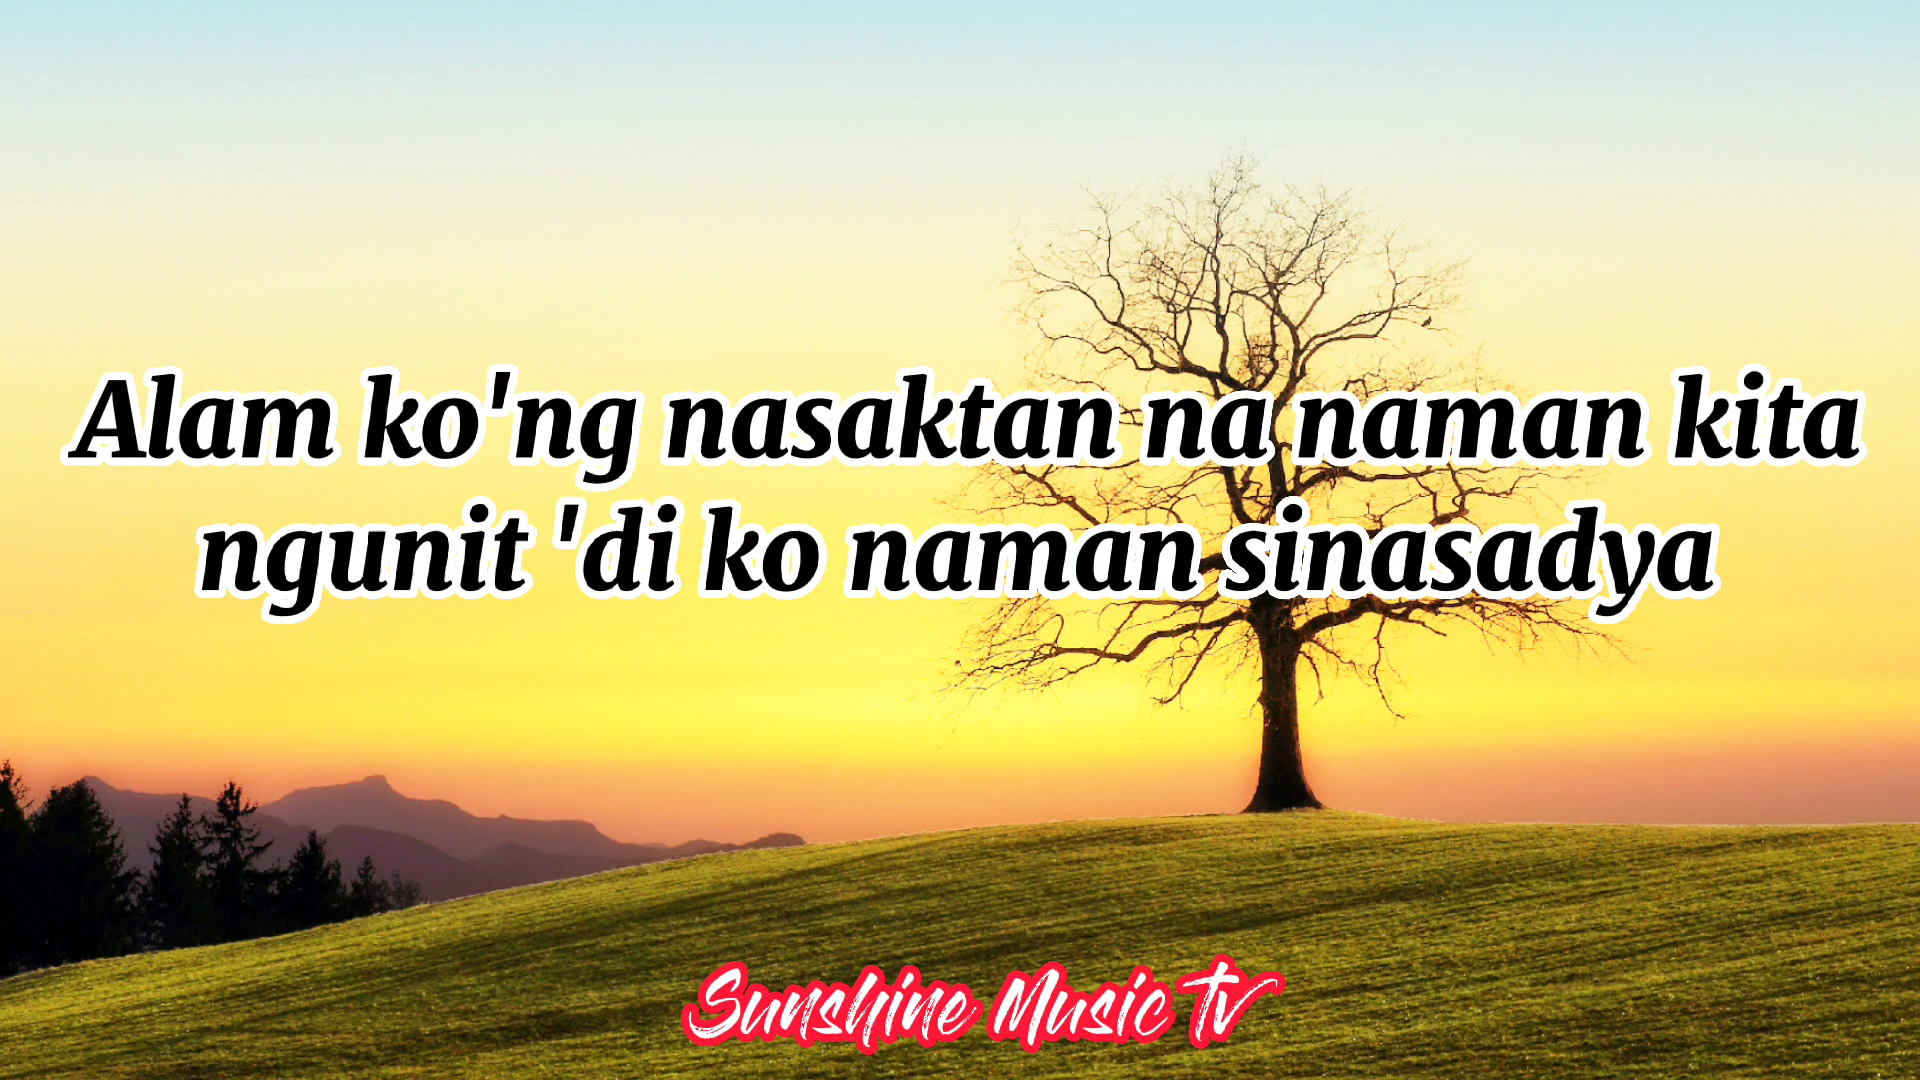 Alam ko'ng nasaktan na naman kita
ngunit 'di ko naman sinasadya
Sunshine Music Tv